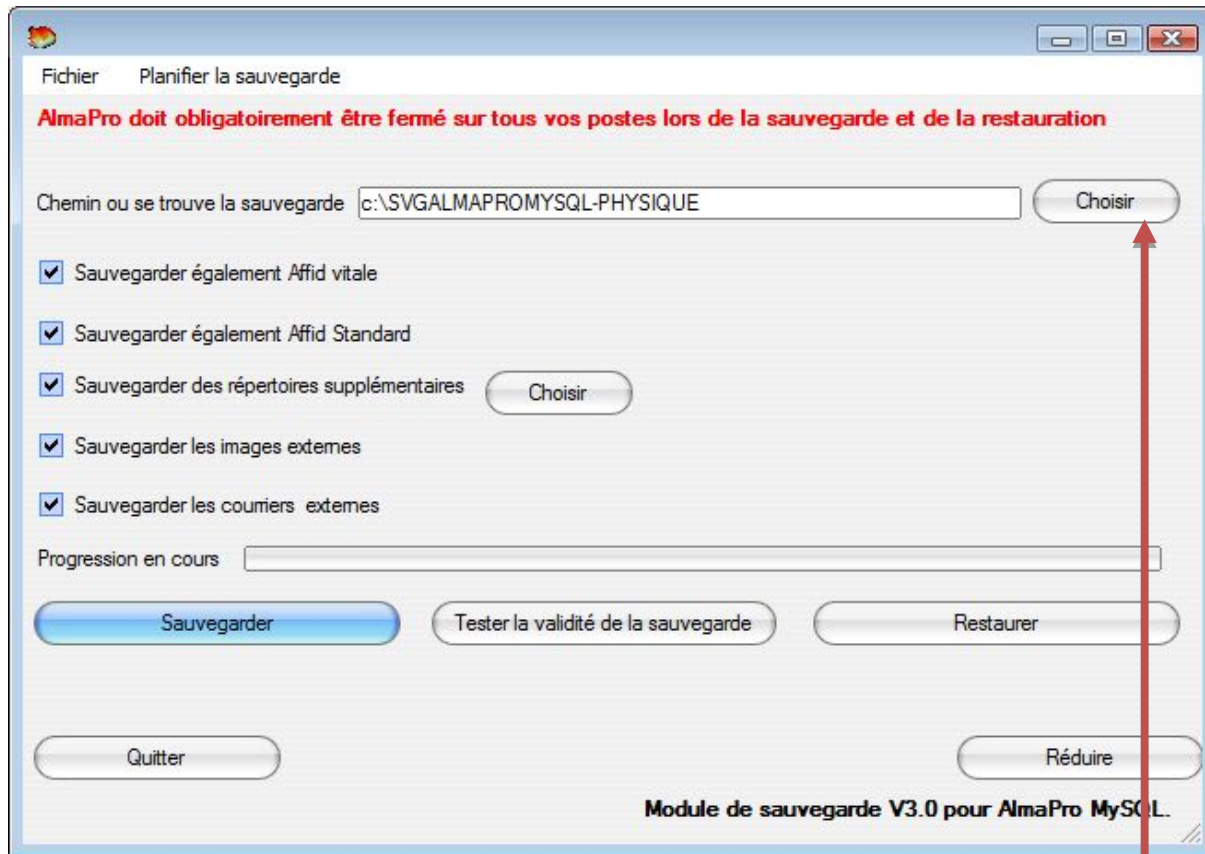 Fichier Planifier la sauvegarde
AlmaPro doit obligatoirement être fermé sur tous vos postes lors de la sauvegarde et de la restauration
Chemin ou se trouve la sauvegarde c:\SVGALMAPROMYSQL-PHYSIQUE Choisir
Sauvegarder également Affid vitale
Sauvegarder également Affid Standard
Sauvegarder des répertoires supplémentaires Choisir
Sauvegarder les images externes
Sauvegarder les courriers externes
Progression en cours
Sauvegarder Tester la validité de la sauvegarde Restaurer
Quitter Réduire
Module de sauvegarde V3.0 pour AlmaPro MySQL.